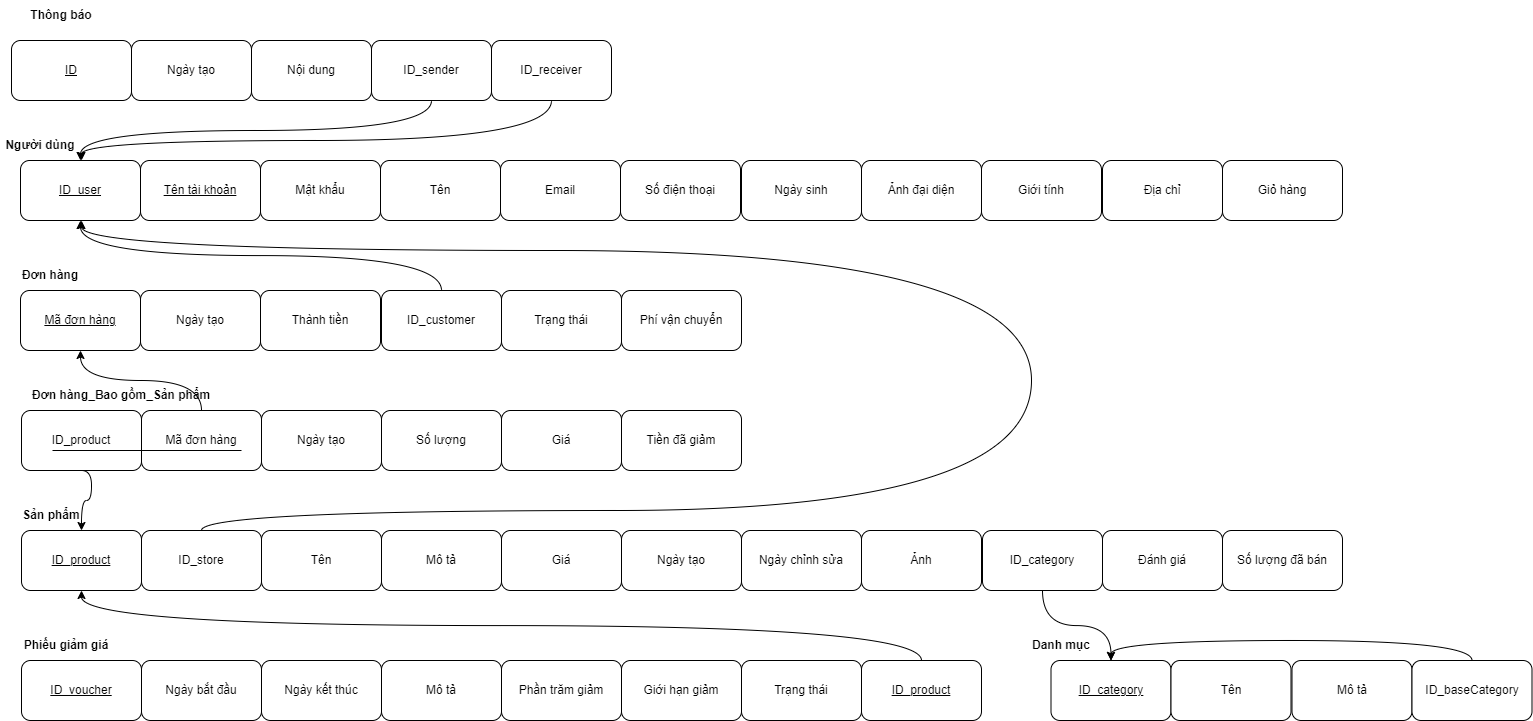 Thông báo
ID Ngày tạo Nội dung ID_sender ID_receiver
Người dùng
ID_user Tên tài khoản Mật khẩu Tên Email Số điện thoại Ngày sinh Ảnh đại diện Giới tính Địa chỉ Giỏ hàng
Đơn hàng
Mã đơn hàng Ngày tạo Thành tiền ID_customer Trạng thái Phí vận chuyển
Đơn hàng_Bao gồm_Sản phẩm
ID_product Mã đơn hàng Ngày tạo Số lượng Giá Tiền đã giảm
Sản phẩm
ID_product ID_store Tên Mô tả Giá Ngày tạo Ngày chỉnh sửa Ảnh ID_category Đánh giá Số lượng đã bán
Phiếu giảm giá
ID_voucher Ngày bắt đầu Ngày kết thúc Mô tả Phần trăm giảm Giới hạn giảm Trạng thái ID_product
Danh mục
ID_category Tên Mô tả ID_baseCategory